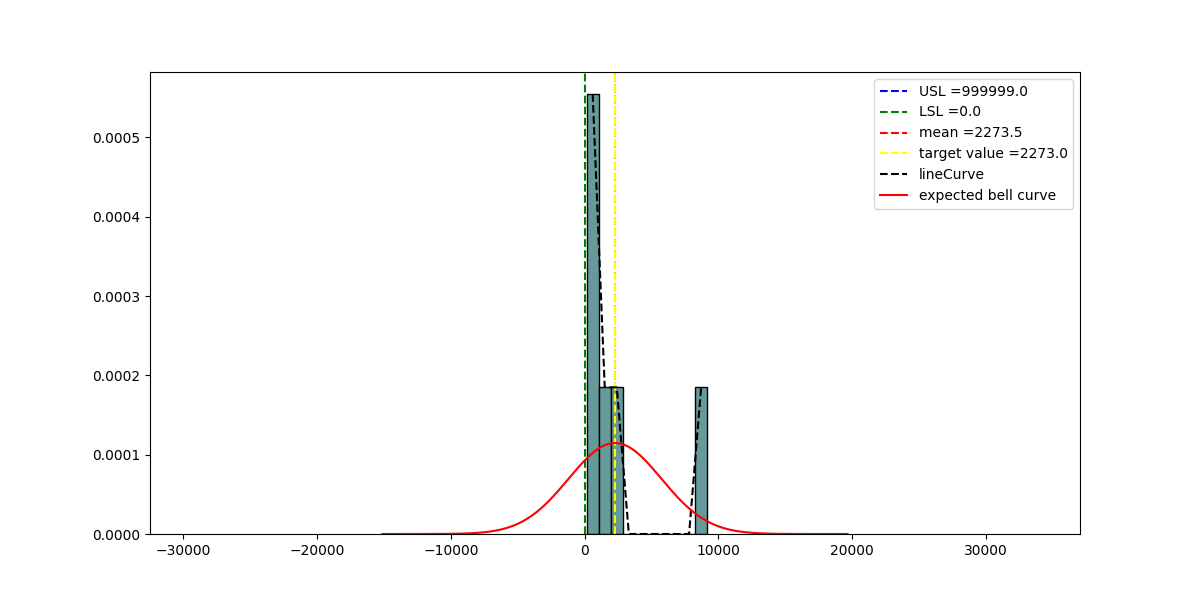 USL =999999.0
LSL =0.0
mean =2273.5
target value =2273.0
lineCurve
expected bell curve
0.0005
0.0004
0.0003
0.0002
0.0001
0.0000
−30000 −20000 −10000 0 10000 20000 30000